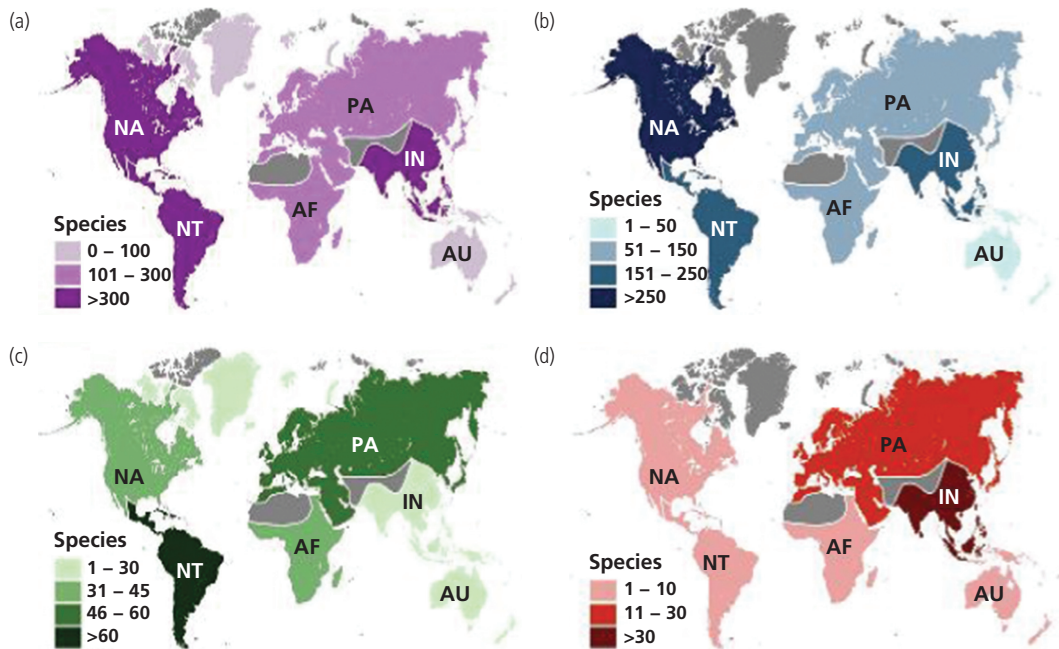 (a)
NA
PA
IN
AF
NT
AU
Species
0 – 100
101 – 300
>300
(b)
NA
PA
IN
AF
NT
AU
Species
1 – 50
51 – 150
151 – 250
>250
(c)
NA
PA
IN
AF
NT
AU
Species
1 – 30
31 – 45
46 – 60
>60
(d)
NA
PA
IN
AF
NT
AU
Species
1 – 10
11 – 30
>30